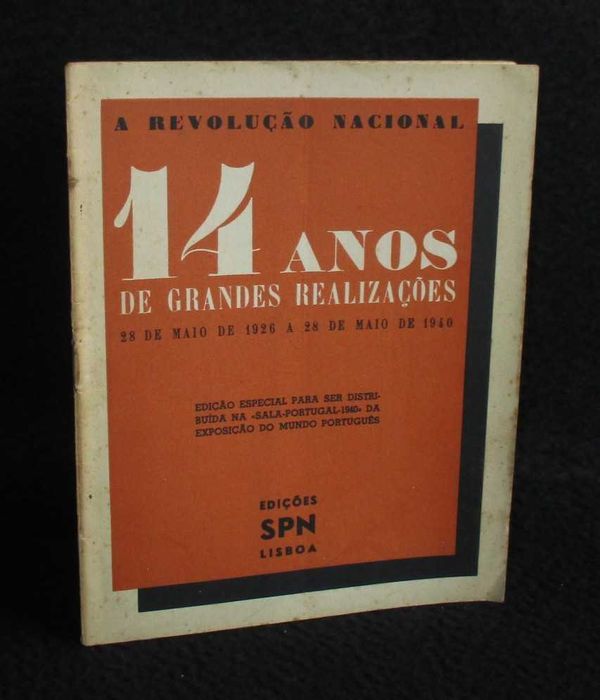 A REVOLUÇÃO NACIONAL
14 ANOS
DE GRANDES REALIZAÇÕES
28 DE MAIO DE 1926 A 28 DE MAIO DE 1940
EDIÇÃO ESPECIAL PARA SER DISTRI-
BUÍDA NA «SALA-PORTUGAL-1940» DA
EXPOSIÇÃO DO MUNDO PORTUGUÊS
EDIÇÕES
SPN
LISBOA